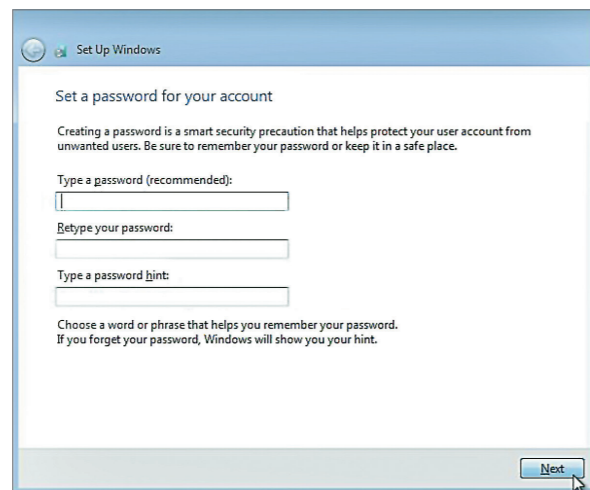 Set Up Windows
Set a password for your account
Creating a password is a smart security precaution that helps protect your user account from
unwanted users. Be sure to remember your password or keep it in a safe place.
Type a password (recommended):
Retype your password:
Type a password hint:
Choose a word or phrase that helps you remember your password.
If you forget your password, Windows will show you your hint.
Next